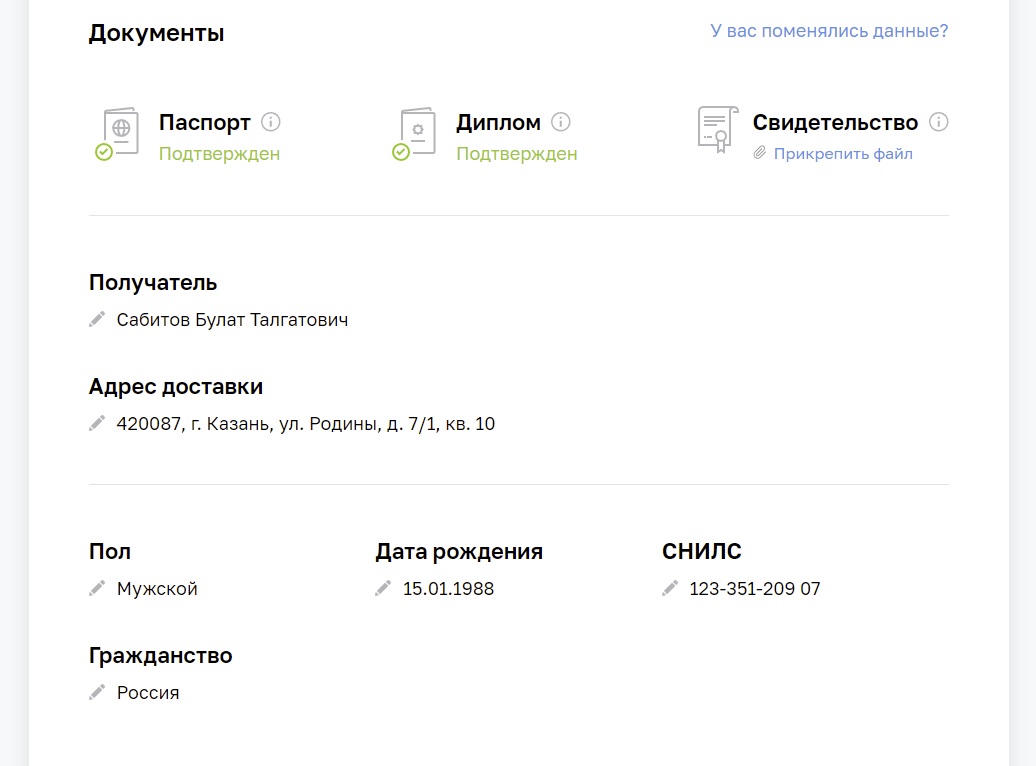 Документы
У вас поменялись данные?
Паспорт
Подтвержден
Диплом
Подтвержден
Свидетельство
Прикрепить файл
Получатель
Сабитов Булат Талгатович
Адрес доставки
420087, г. Казань, ул. Родины, д. 7/1, кв. 10
Пол
Мужской
Дата рождения
15.01.1988
СНИЛС
123-351-209 07
Гражданство
Россия